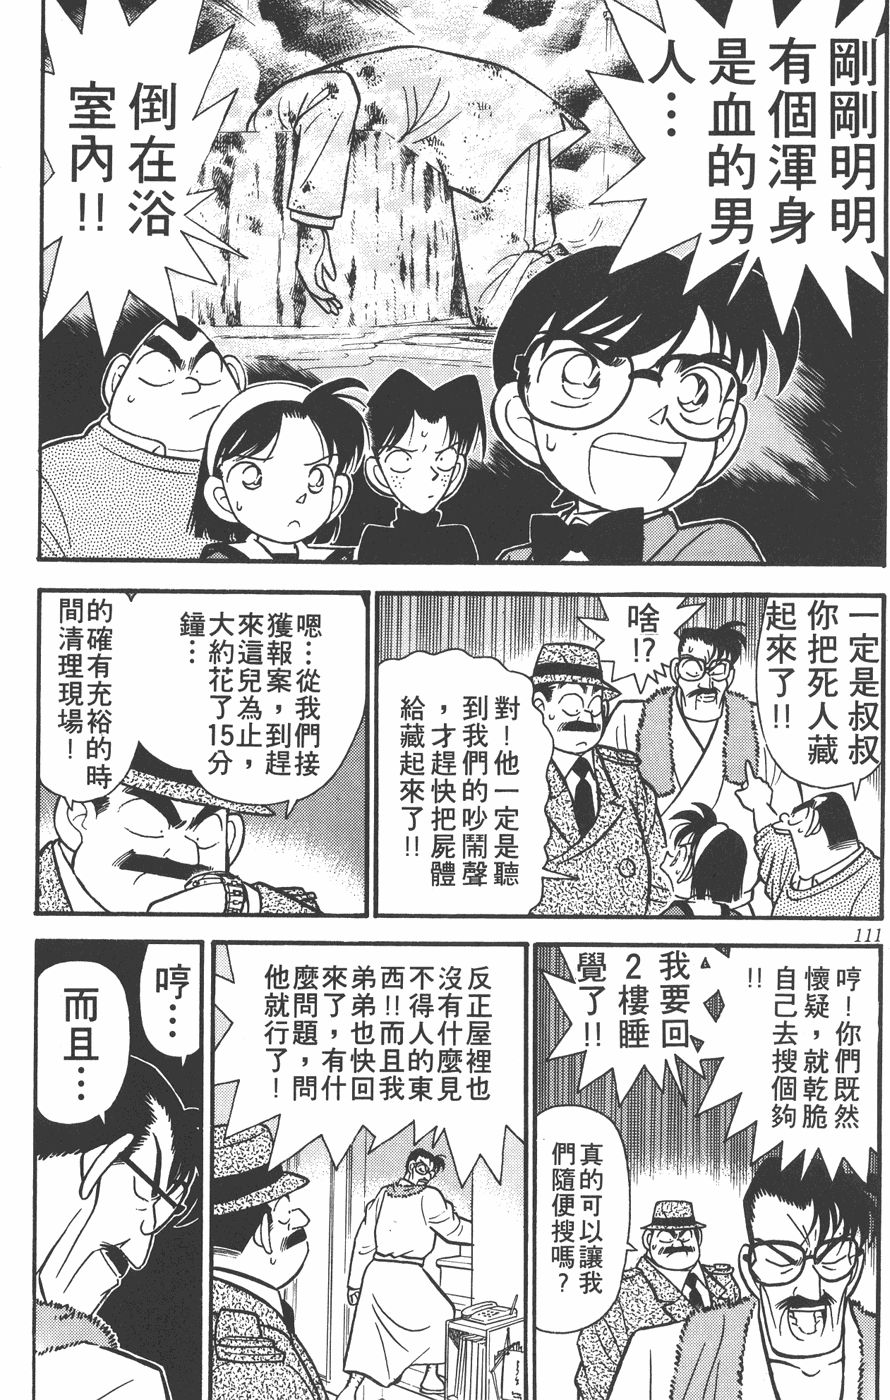 剛剛明明
有個渾身
是血的男
人…
倒在浴
室內!!
一定是叔叔
你把死人藏
起來了!!
啥!?
對!他一定是聽
到我們的吵鬧聲
，才趕快把屍體
給藏起來了!!
嗯…從我們接
獲報案，到趕
來這兒為止，
大約花了15分
鐘…
的確有充裕的時
間清理現場！
111
哼！你們既然
懷疑，就乾脆
自己去搜個夠
!!
我要回
2樓睡
覺了!!
真的可以讓我
們隨便搜嗎？
反正屋裡也
沒有什麼見
不得人的東
西!!而且我
弟弟也快回
來了，有什
麼問題，問
他就行了！
哼…
而且…